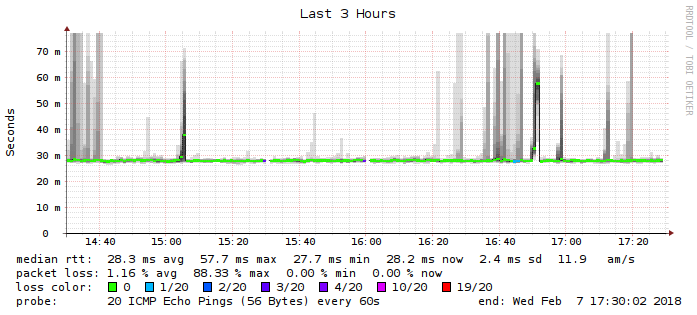 Last 3 Hours
RRDTOOL / TOBI OETIKER
Seconds
70 m
60 m
50 m
40 m
30 m
20 m
10 m
0
14:40 15:00 15:20 15:40 16:00 16:20 16:40 17:00 17:20
median rtt: 28.3 ms avg 57.7 ms max 27.7 ms min 28.2 ms now 2.4 ms sd 11.9 am/s
packet loss: 1.16 % avg 88.33 % max 0.00 % min 0.00 % now
loss color: 0 1/20 2/20 3/20 4/20 10/20 19/20
probe: 20 ICMP Echo Pings (56 Bytes) every 60s end: Wed Feb 7 17:30:02 2018